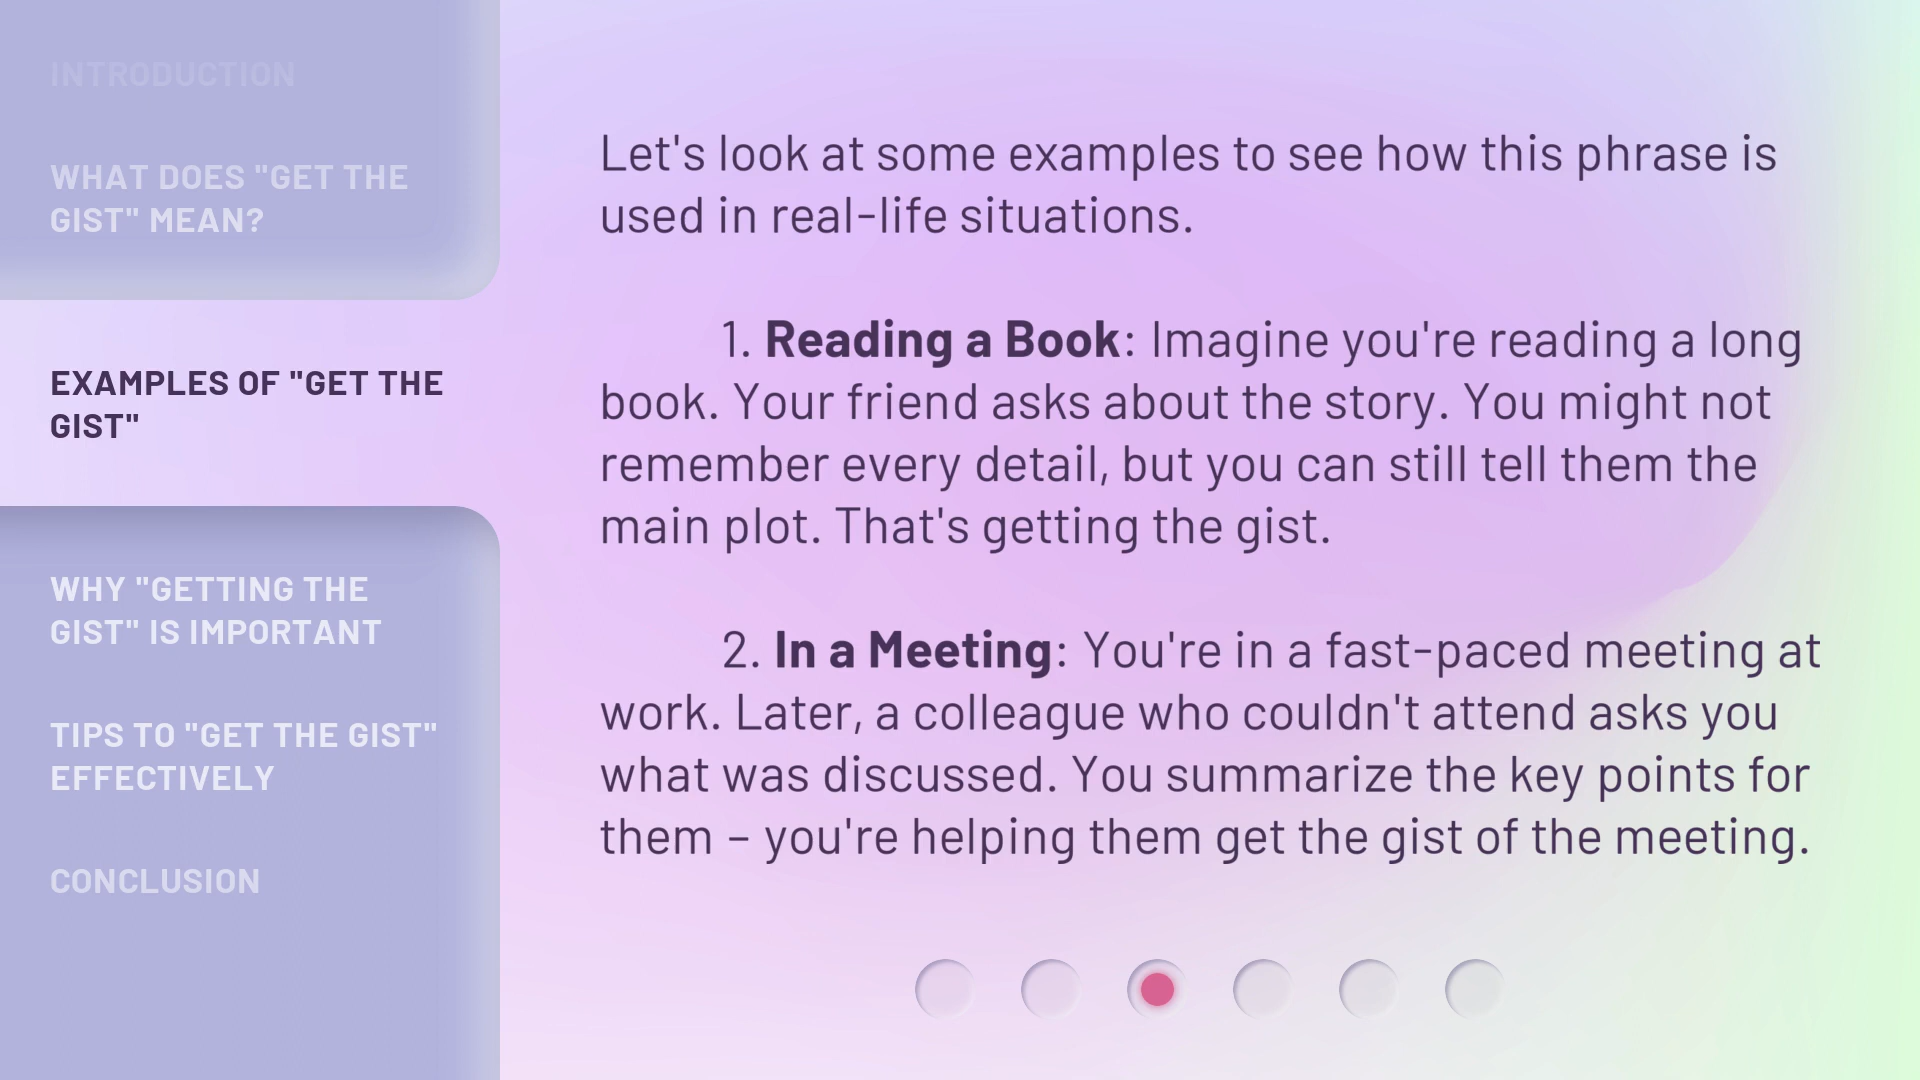 INTRODUCTION
WHAT DOES "GET THE
GIST" MEAN?
EXAMPLES OF "GET THE
GIST"
WHY "GETTING THE
GIST" IS IMPORTANT
TIPS TO "GET THE GIST"
EFFECTIVELY
CONCLUSION
Let's look at some examples to see how this phrase is
used in real-life situations.
1. Reading a Book: Imagine you're reading a long
book. Your friend asks about the story. You might not
remember every detail, but you can still tell them the
main plot. That's getting the gist.
2. In a Meeting: You're in a fast-paced meeting at
work. Later, a colleague who couldn't attend asks you
what was discussed. You summarize the key points for
them – you're helping them get the gist of the meeting.